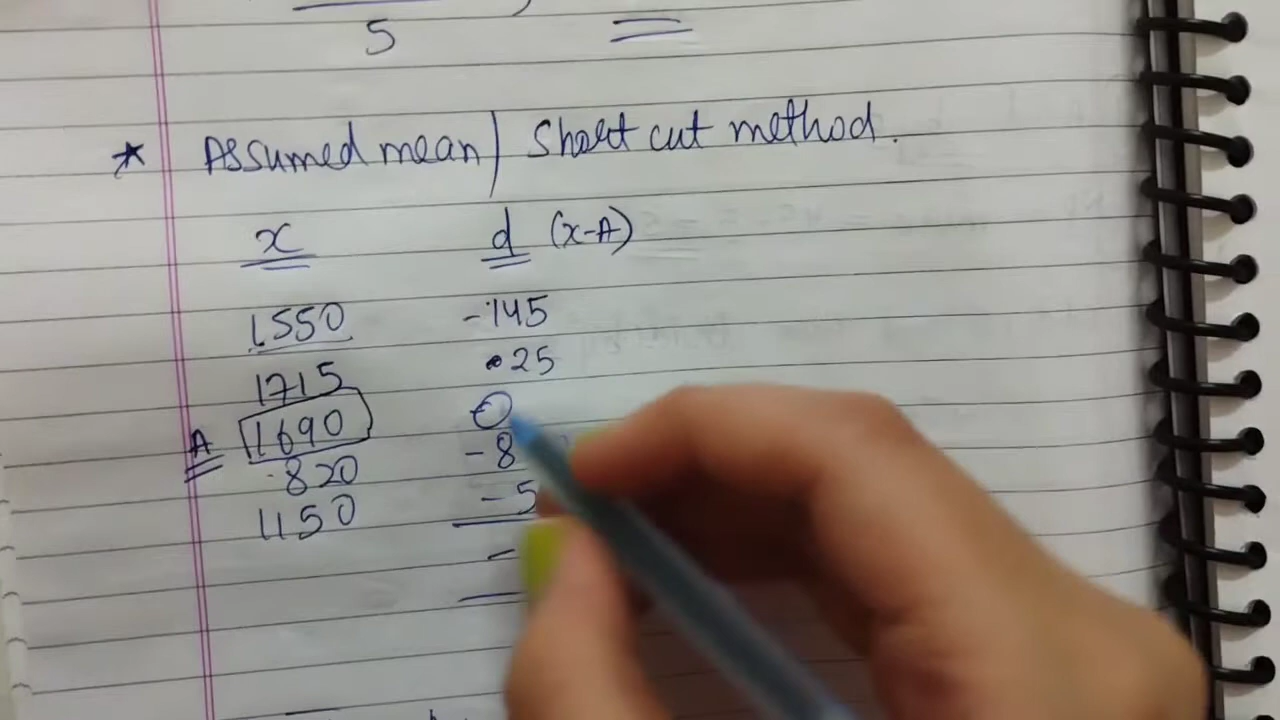 5
* Assumed mean / Short cut method.
x d (x-A)
1550 -145
1715 25
A 1690 0
820 -8
1150 -5
-